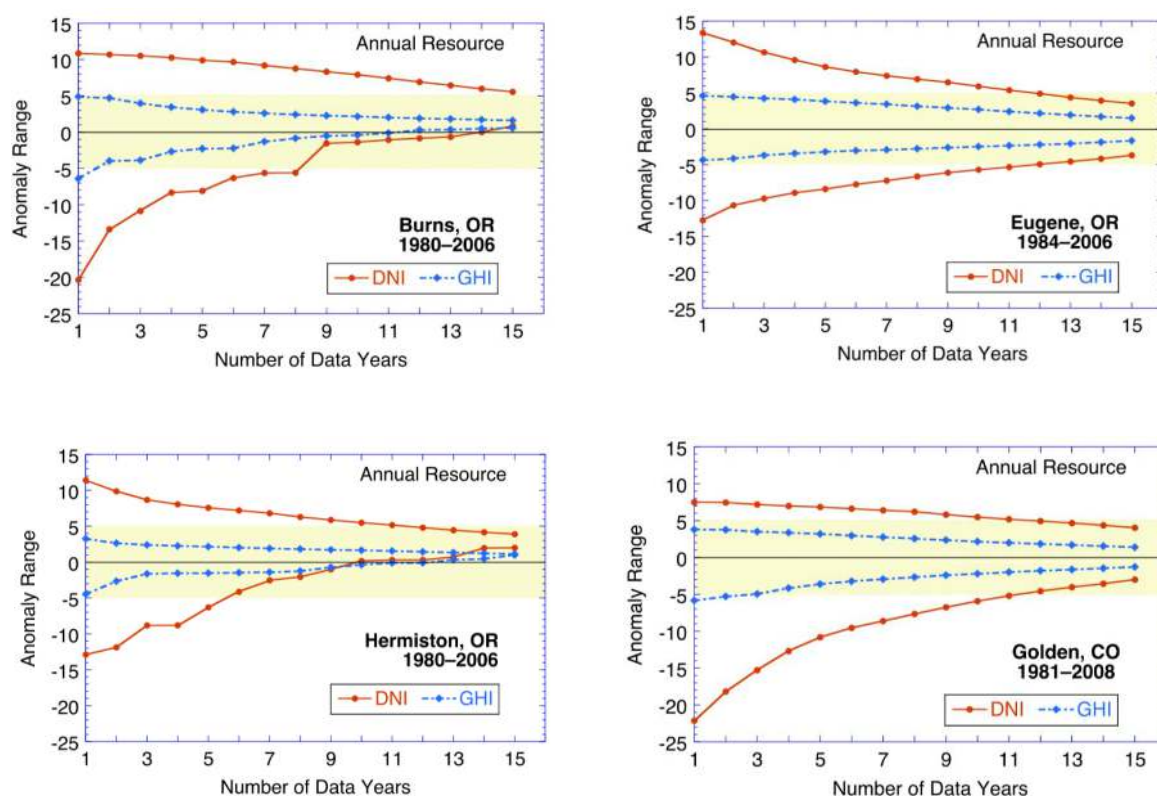 Annual Resource
15
10
5
0
-5
-10
-15
-20
-25
Anomaly Range
Burns, OR
1980–2006
DNI GHI
1 3 5 7 9 11 13 15
Number of Data Years
Annual Resource
15
10
5
0
-5
-10
-15
-20
-25
Anomaly Range
Eugene, OR
1984–2006
DNI GHI
1 3 5 7 9 11 13 15
Number of Data Years
Annual Resource
15
10
5
0
-5
-10
-15
-20
-25
Anomaly Range
Hermiston, OR
1980–2006
DNI GHI
1 3 5 7 9 11 13 15
Number of Data Years
Annual Resource
15
10
5
0
-5
-10
-15
-20
-25
Anomaly Range
Golden, CO
1981–2008
DNI GHI
1 3 5 7 9 11 13 15
Number of Data Years